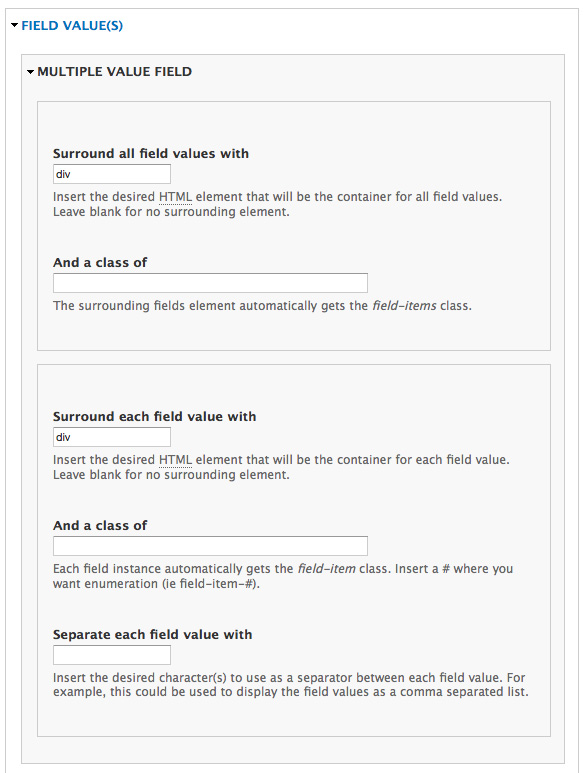 FIELD VALUE(S)
MULTIPLE VALUE FIELD
Surround all field values with
div
Insert the desired HTML element that will be the container for all field values.
Leave blank for no surrounding element.
And a class of
The surrounding fields element automatically gets the field-items class.
Surround each field value with
div
Insert the desired HTML element that will be the container for each field value.
Leave blank for no surrounding element.
And a class of
Each field instance automatically gets the field-item class. Insert a # where you
want enumeration (ie field-item-#).
Separate each field value with
Insert the desired character(s) to use as a separator between each field value. For
example, this could be used to display the field values as a comma separated list.